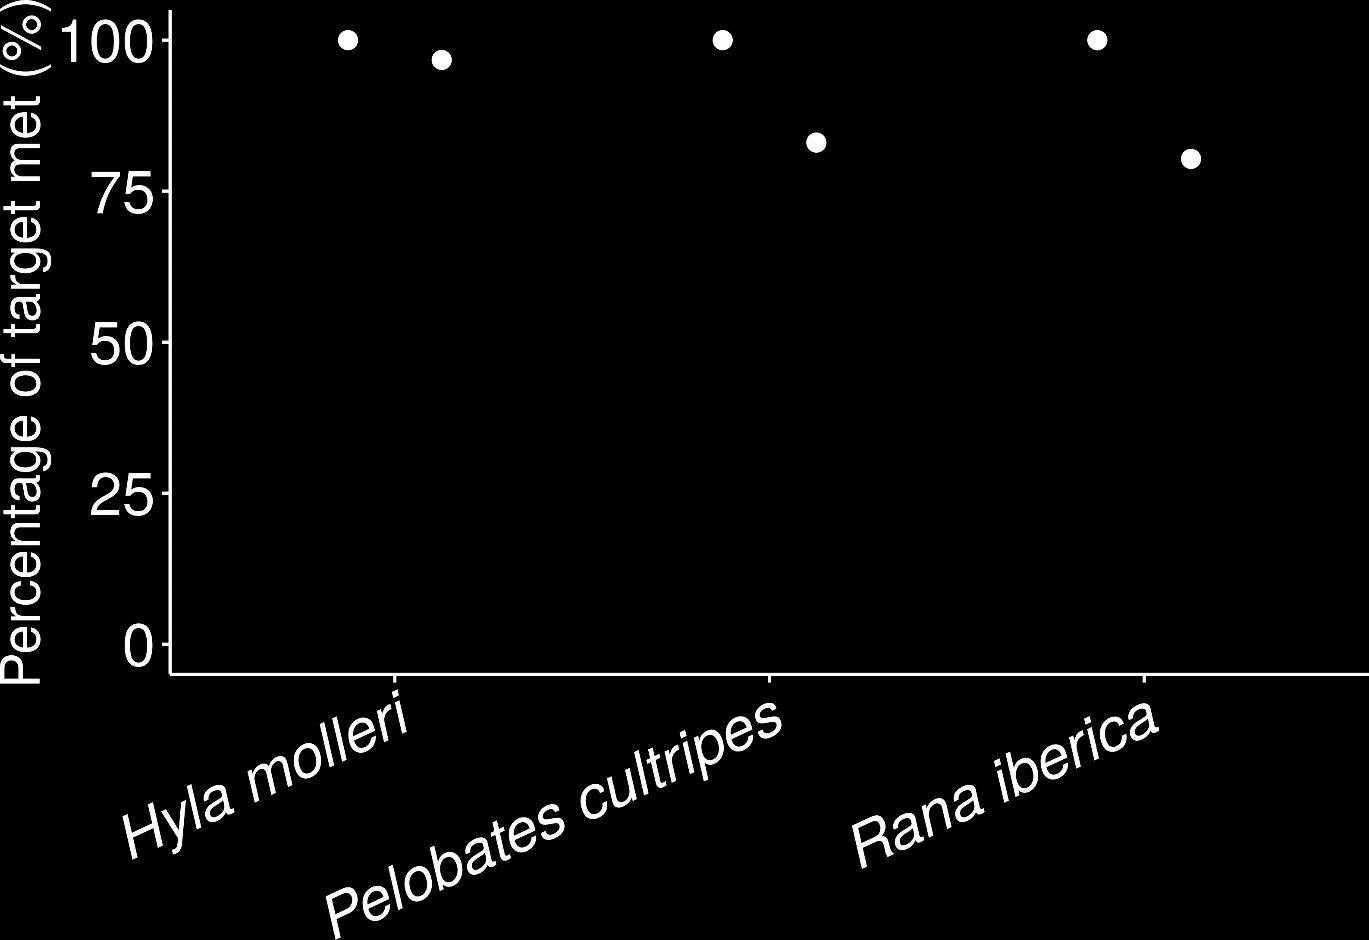 Percentage of target met (%)
100
75
50
25
0
Hyla molleri
Pelobates cultripes
Rana iberica